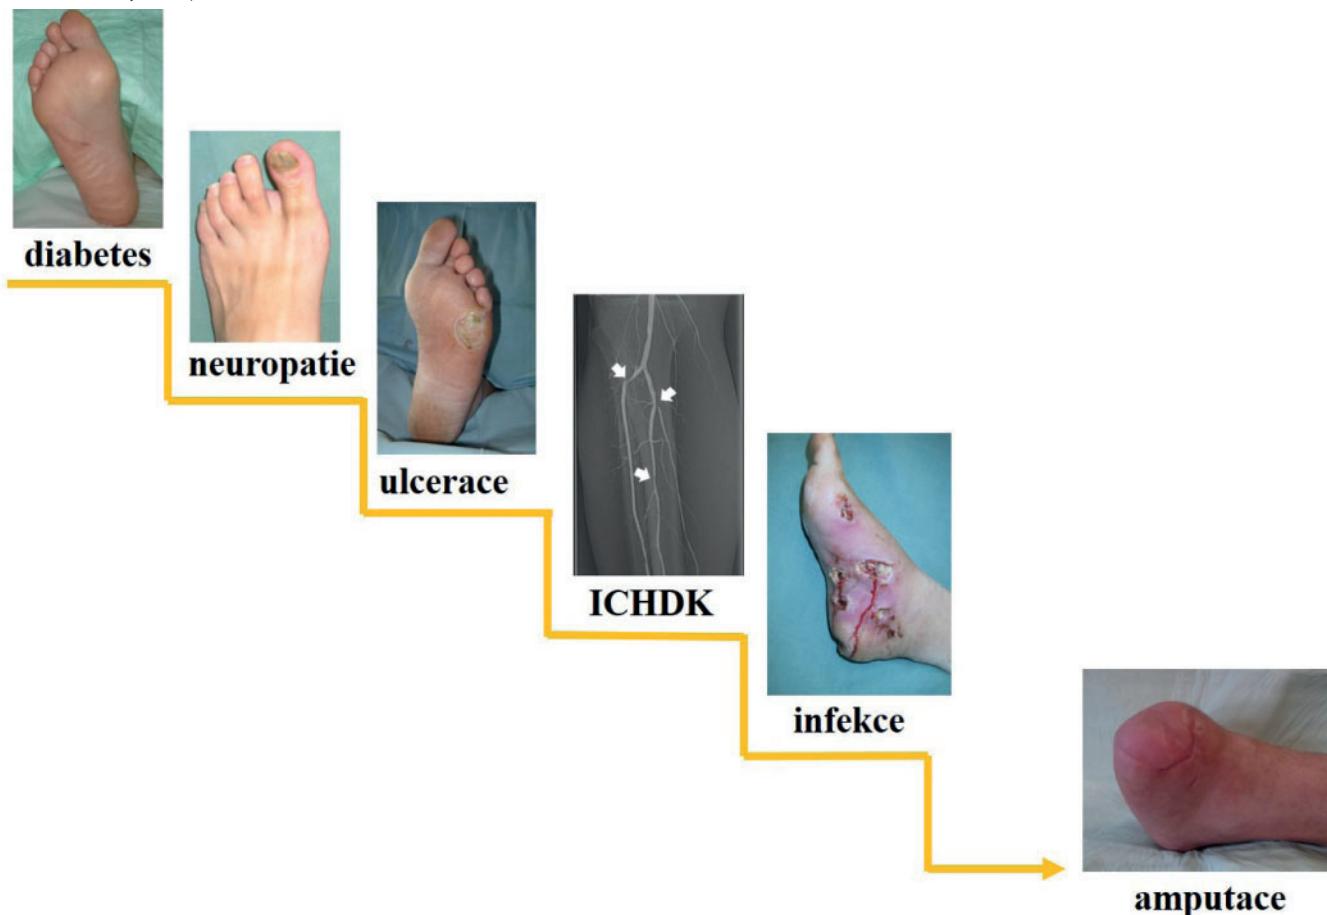 diabetes
neuropatie
ulcerace
ICHDK
infekce
amputace